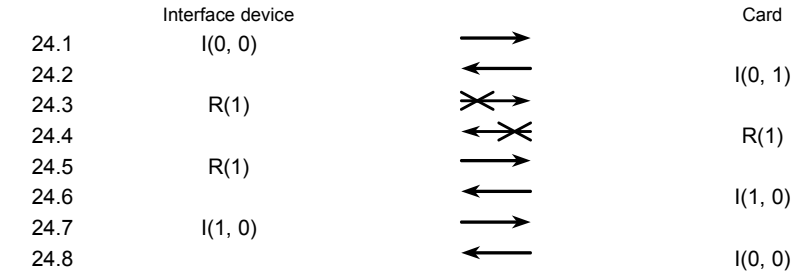 Interface device Card
24.1 I(0, 0)
24.2 I(0, 1)
24.3 R(1)
24.4 R(1)
24.5 R(1)
24.6 I(1, 0)
24.7 I(1, 0)
24.8 I(0, 0)